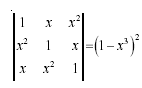 | 1 x x² |
| x² 1 x | = (1 − x³)²
| x x² 1 |